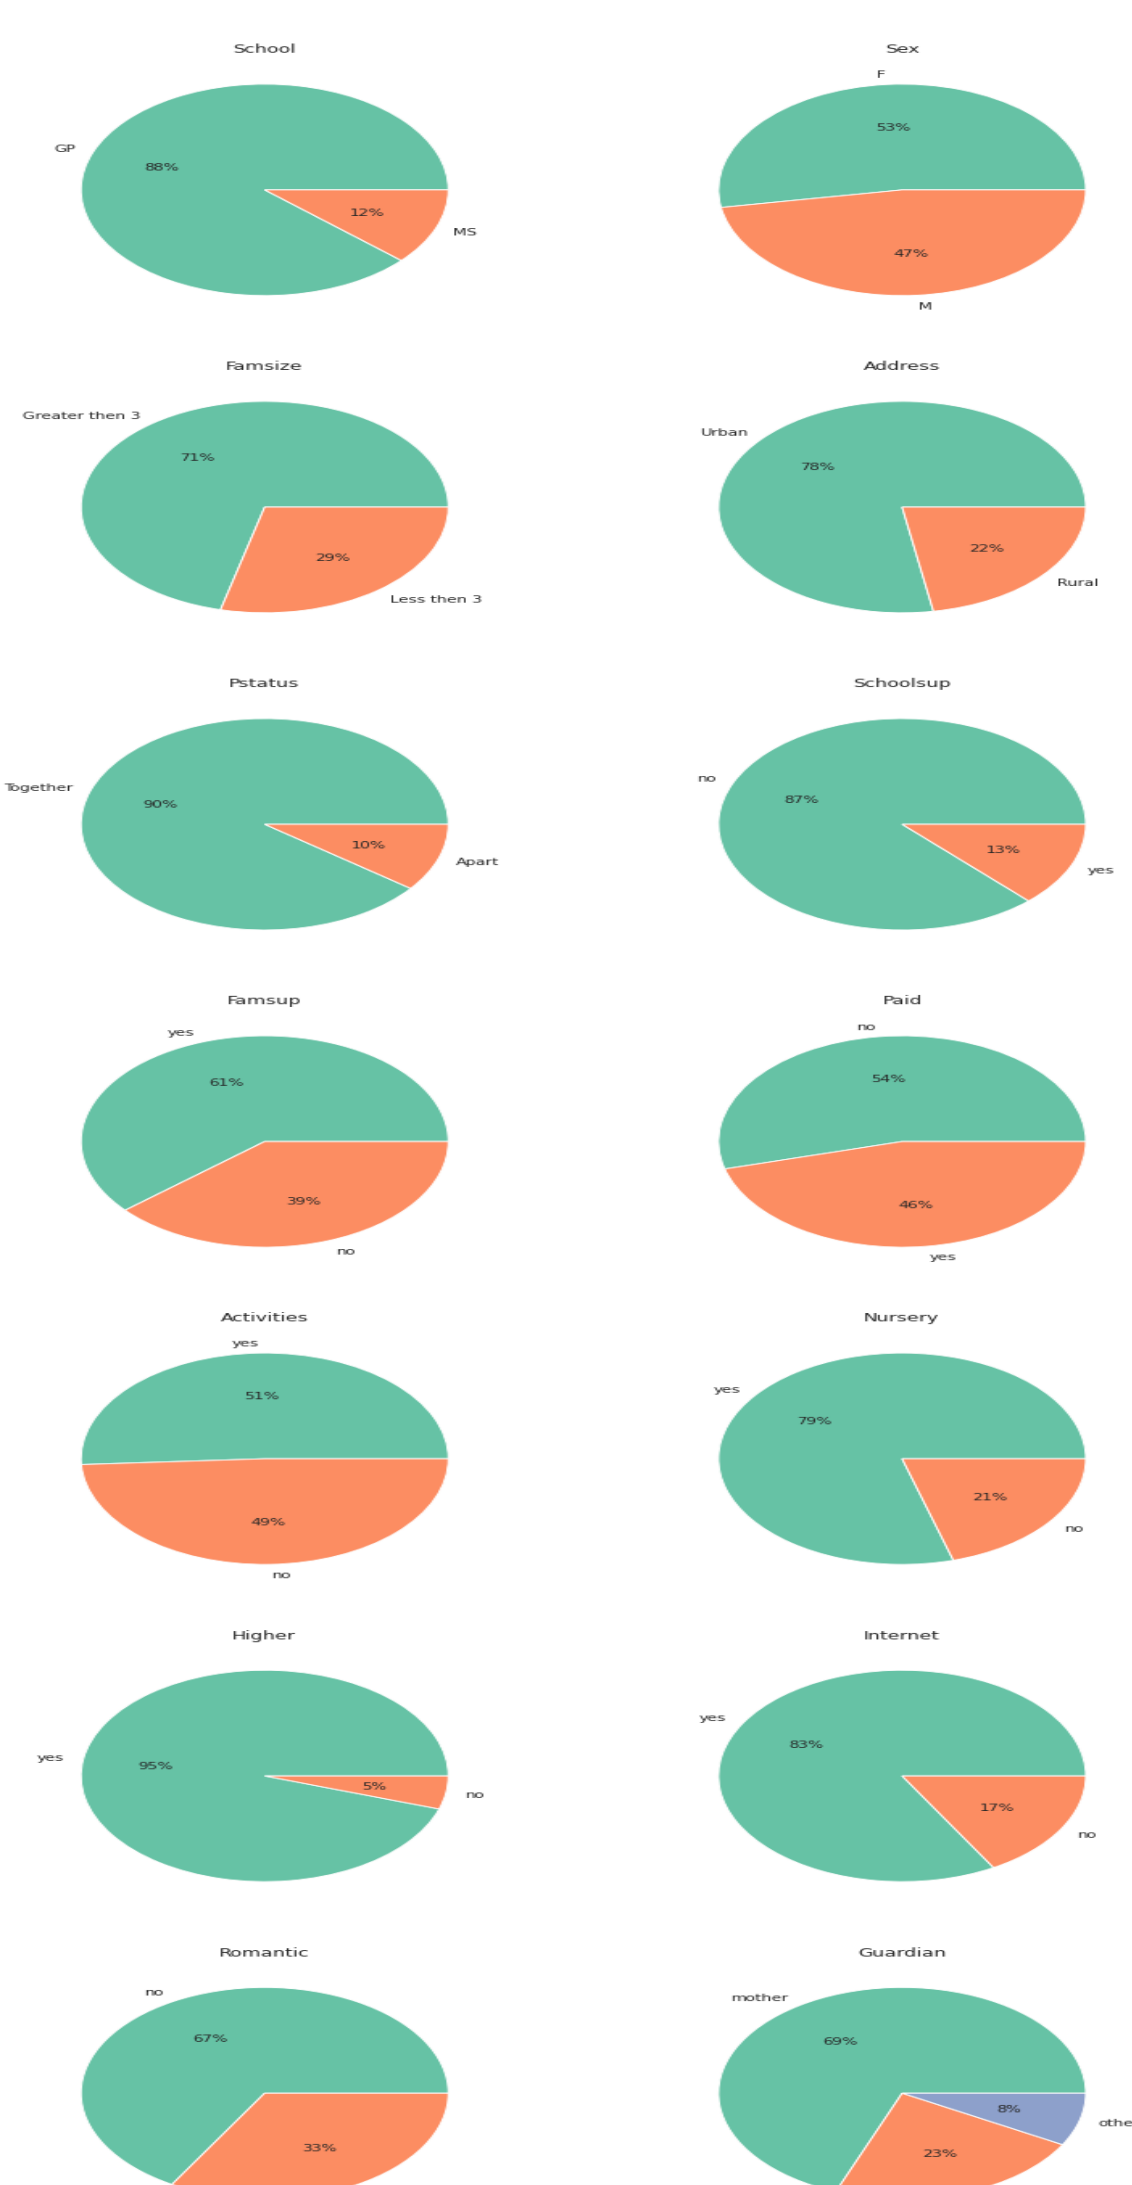 School
GP
88%
12%
MS
Sex
F
53%
47%
M
Famsize
Greater then 3
71%
29%
Less then 3
Address
Urban
78%
22%
Rural
Pstatus
Together
90%
10%
Apart
Schoolsup
no
87%
13%
yes
Famsup
yes
61%
39%
no
Paid
no
54%
46%
yes
Activities
yes
51%
49%
no
Nursery
yes
79%
21%
no
Higher
yes
95%
5%
no
Internet
yes
83%
17%
no
Romantic
no
67%
33%
Guardian
mother
69%
8%
othe
23%